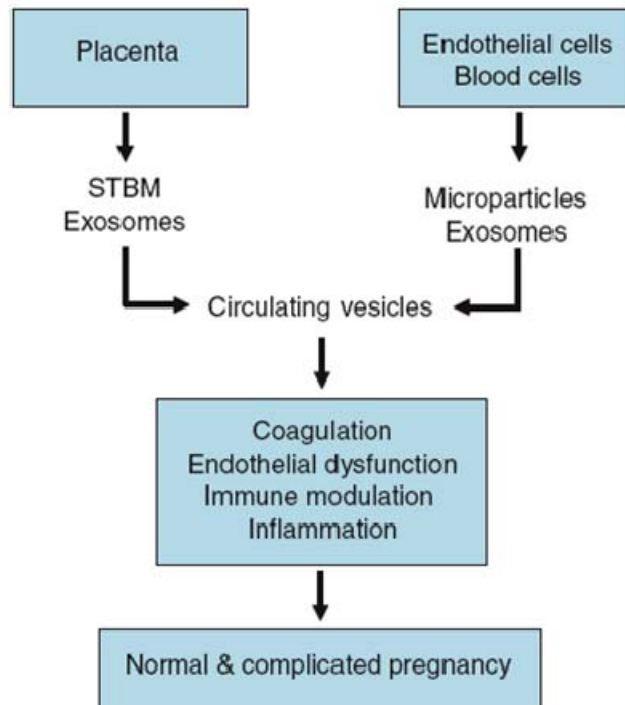 Placenta
Endothelial cells
Blood cells
STBM
Exosomes
Microparticles
Exosomes
Circulating vesicles
Coagulation
Endothelial dysfunction
Immune modulation
Inflammation
Normal & complicated pregnancy